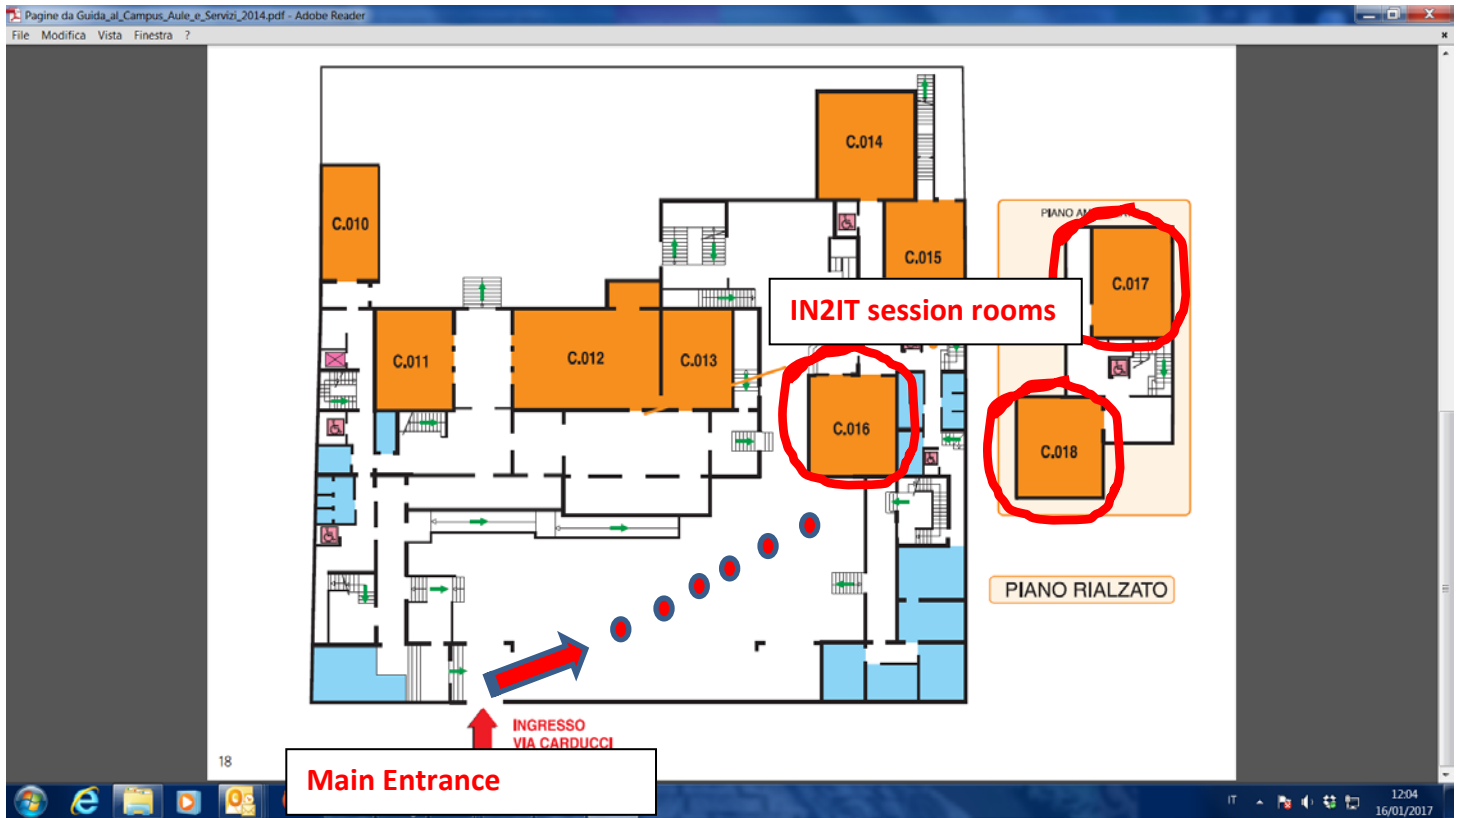 Pagine da Guida_al_Campus_Aule_e_Servizi_2014.pdf - Adobe Reader
File Modifica Vista Finestra ?
C.014
C.010
PIANO
C.015
C.017
IN2IT session rooms
C.011
C.012
C.013
C.016
C.018
PIANO RIALZATO
INGRESSO
VIA CARDUCCI
18
Main Entrance
IT
12:04
16/01/2017